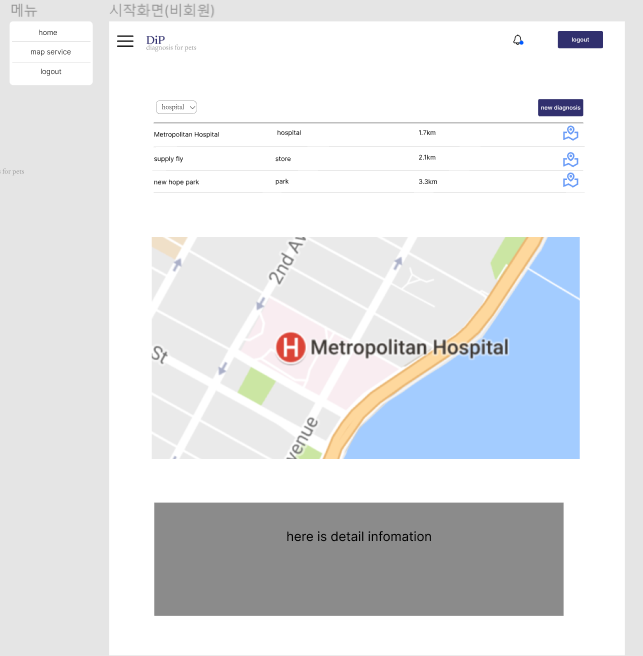 메뉴
시작화면(비회원)
home
map service
logout
DiP
diagnosis for pets
logout
hospital
new diagnosis
Metropolitan Hospital hospital 1.7km
supply fly store 2.1km
new hope park park 3.3km
for pets
2nd Av
H Metropolitan Hospital
St
venue
here is detail infomation